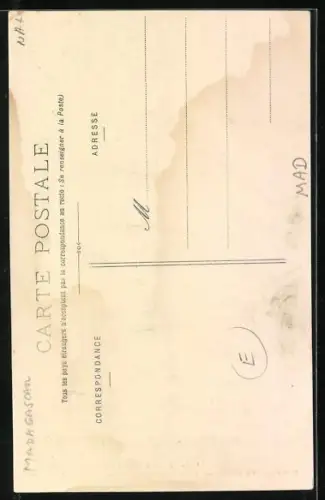 MADAGASCAR
CARTE POSTALE
Tous les pays étrangers n'acceptent pas la correspondance au recto: (Se renseigner à la Poste)
CORRESPONDANCE
ADRESSE
M
E
MAD